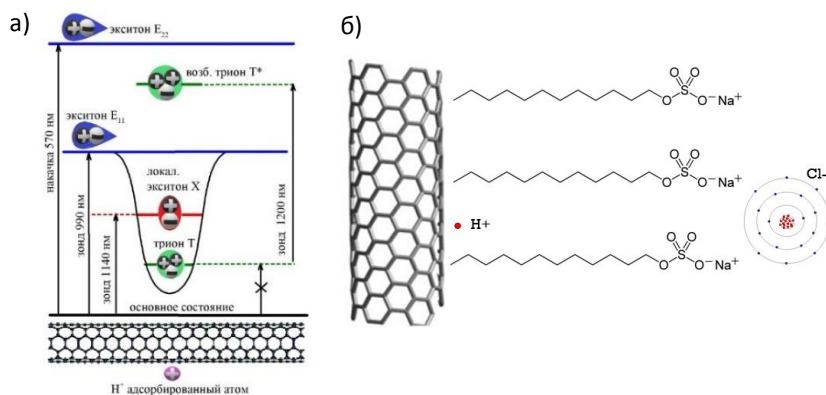 а)
экситон E₂₂
возб. трион T*
экситон E₁₁
накачка 570 нм
зонд 990 нм
зонд 1140 нм
локал.
экситон X
трион T
зонд 1200 нм
основное состояние
H⁺ адсорбированный атом
б)
O O
S
O O⁻Na⁺
O O
S
O O⁻Na⁺
H+
O O
S
O O⁻Na⁺
Cl-